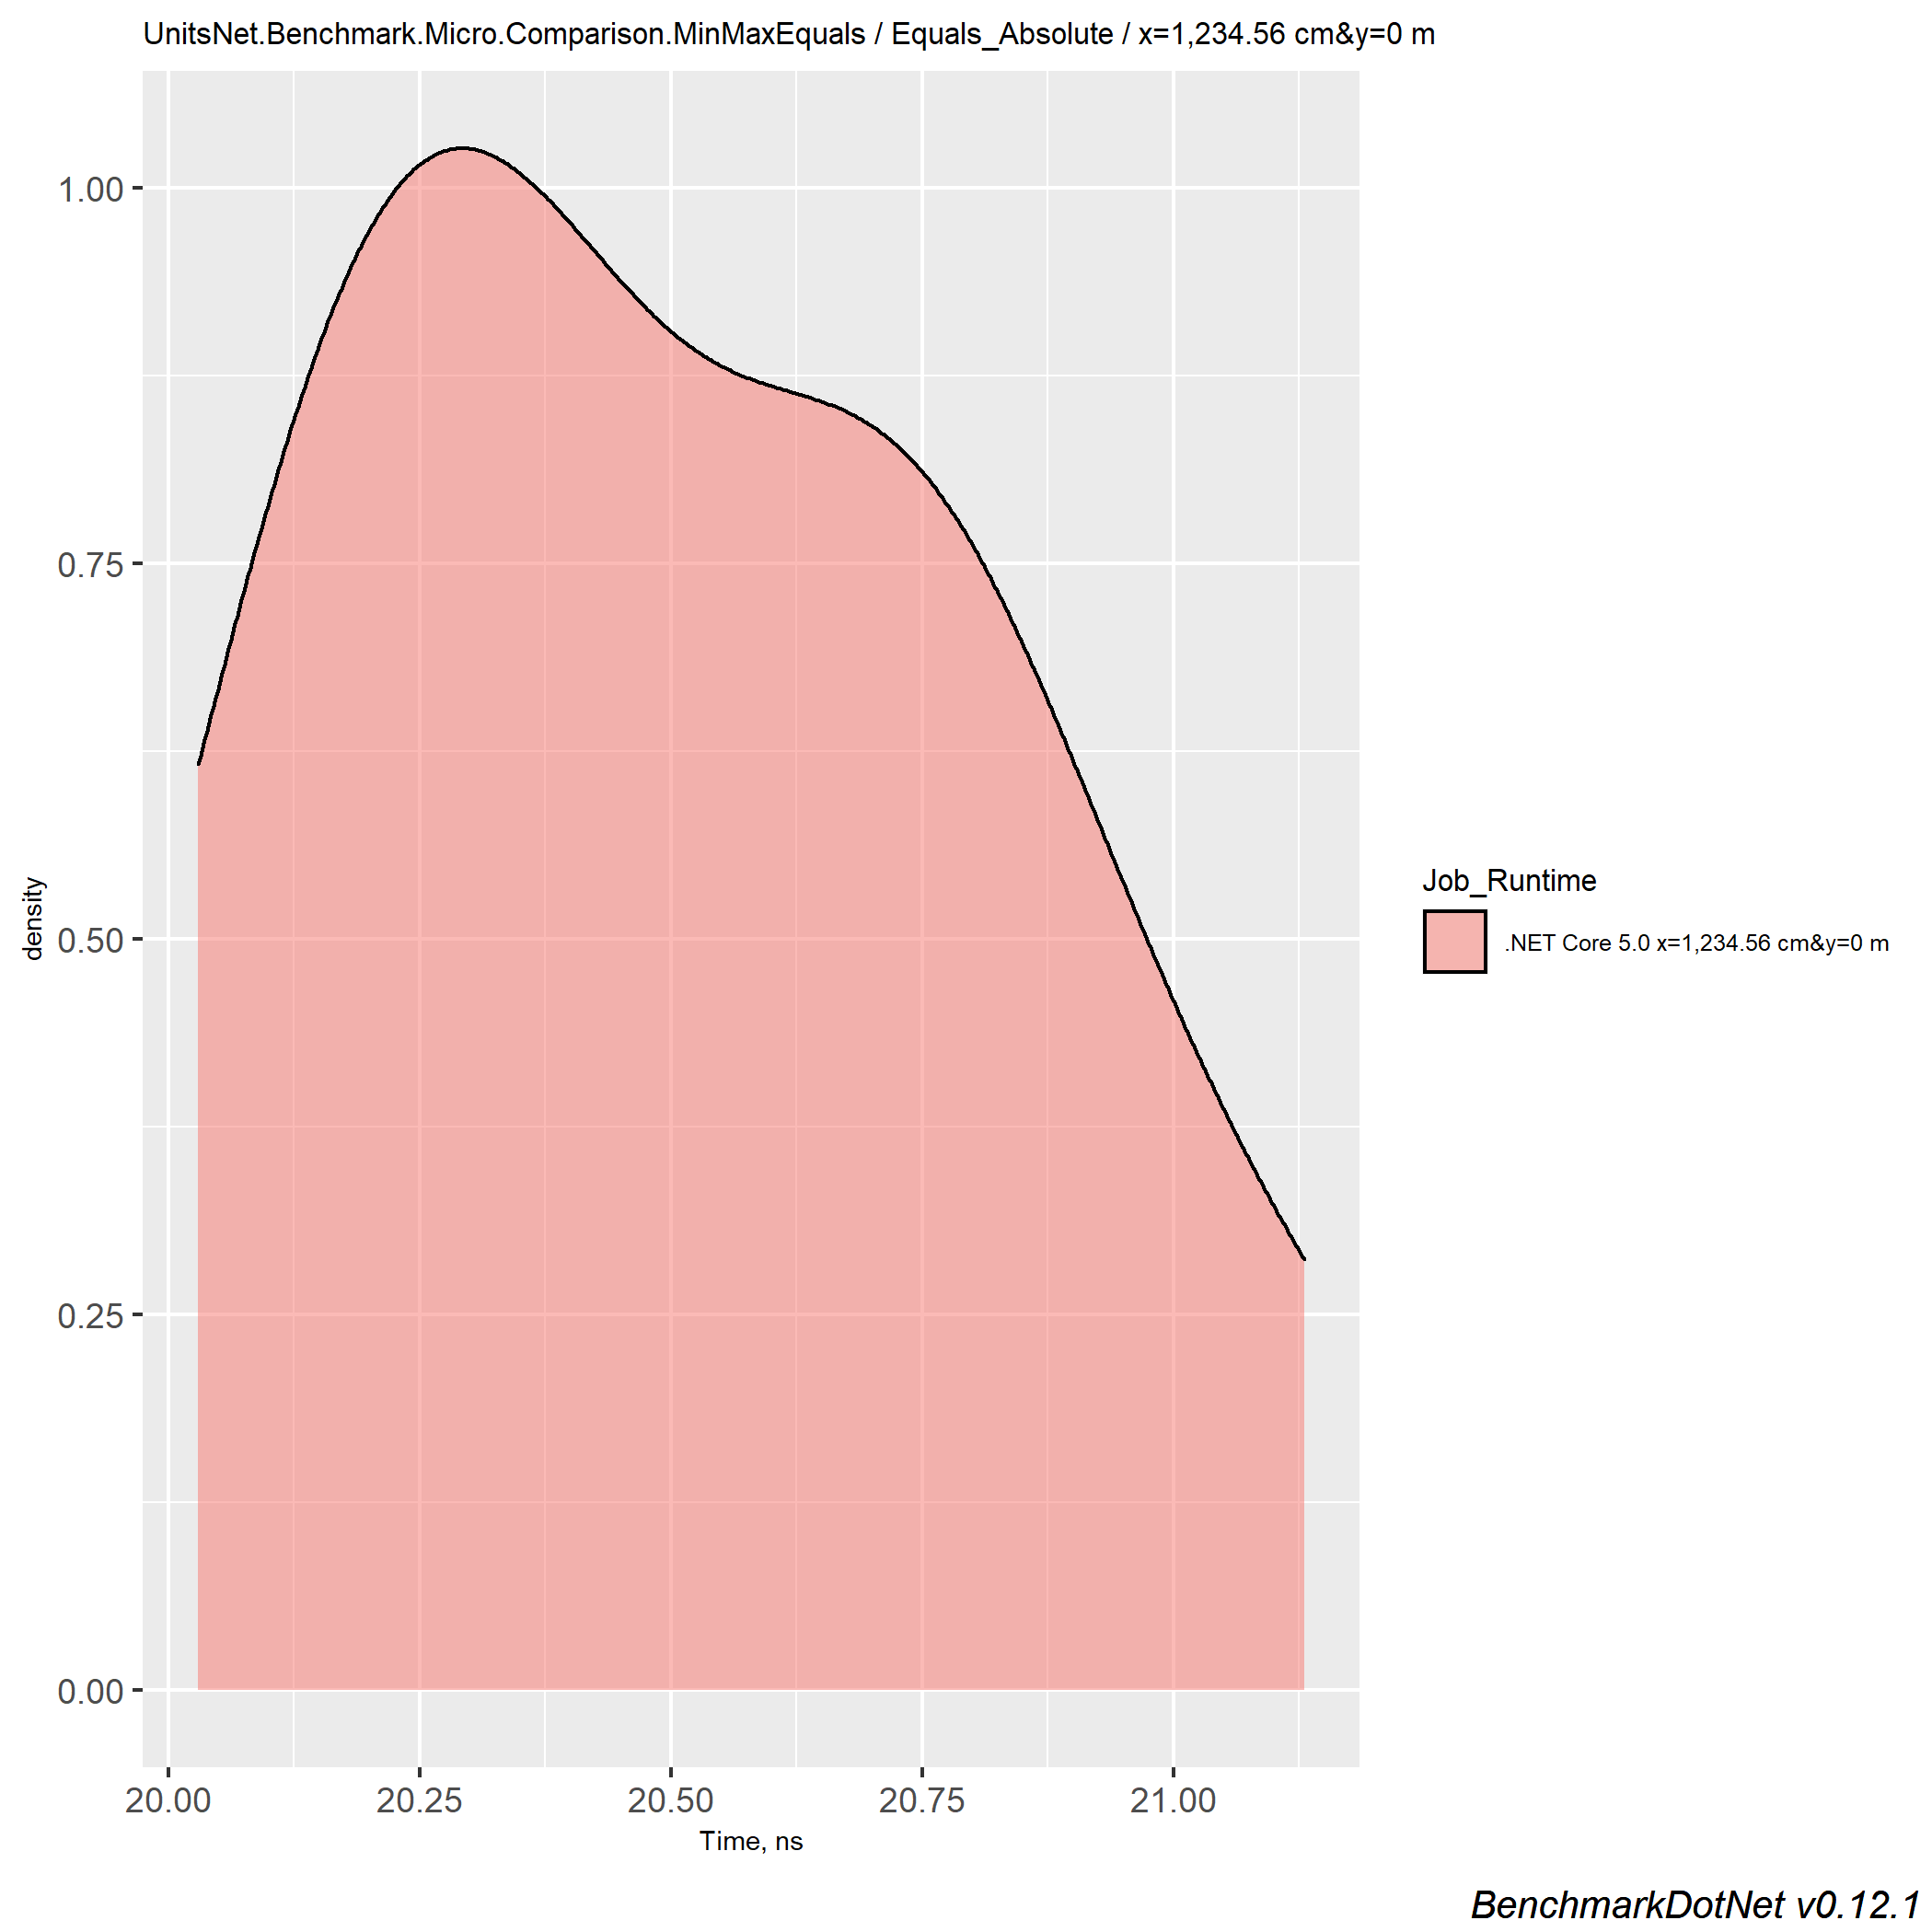 UnitsNet.Benchmark.Micro.Comparison.MinMaxEquals / Equals_Absolute / x=1,234.56 cm&y=0 m
1.00
0.75
0.50
0.25
0.00
density
20.00 20.25 20.50 20.75 21.00
Time, ns
Job_Runtime
.NET Core 5.0 x=1,234.56 cm&y=0 m
BenchmarkDotNet v0.12.1